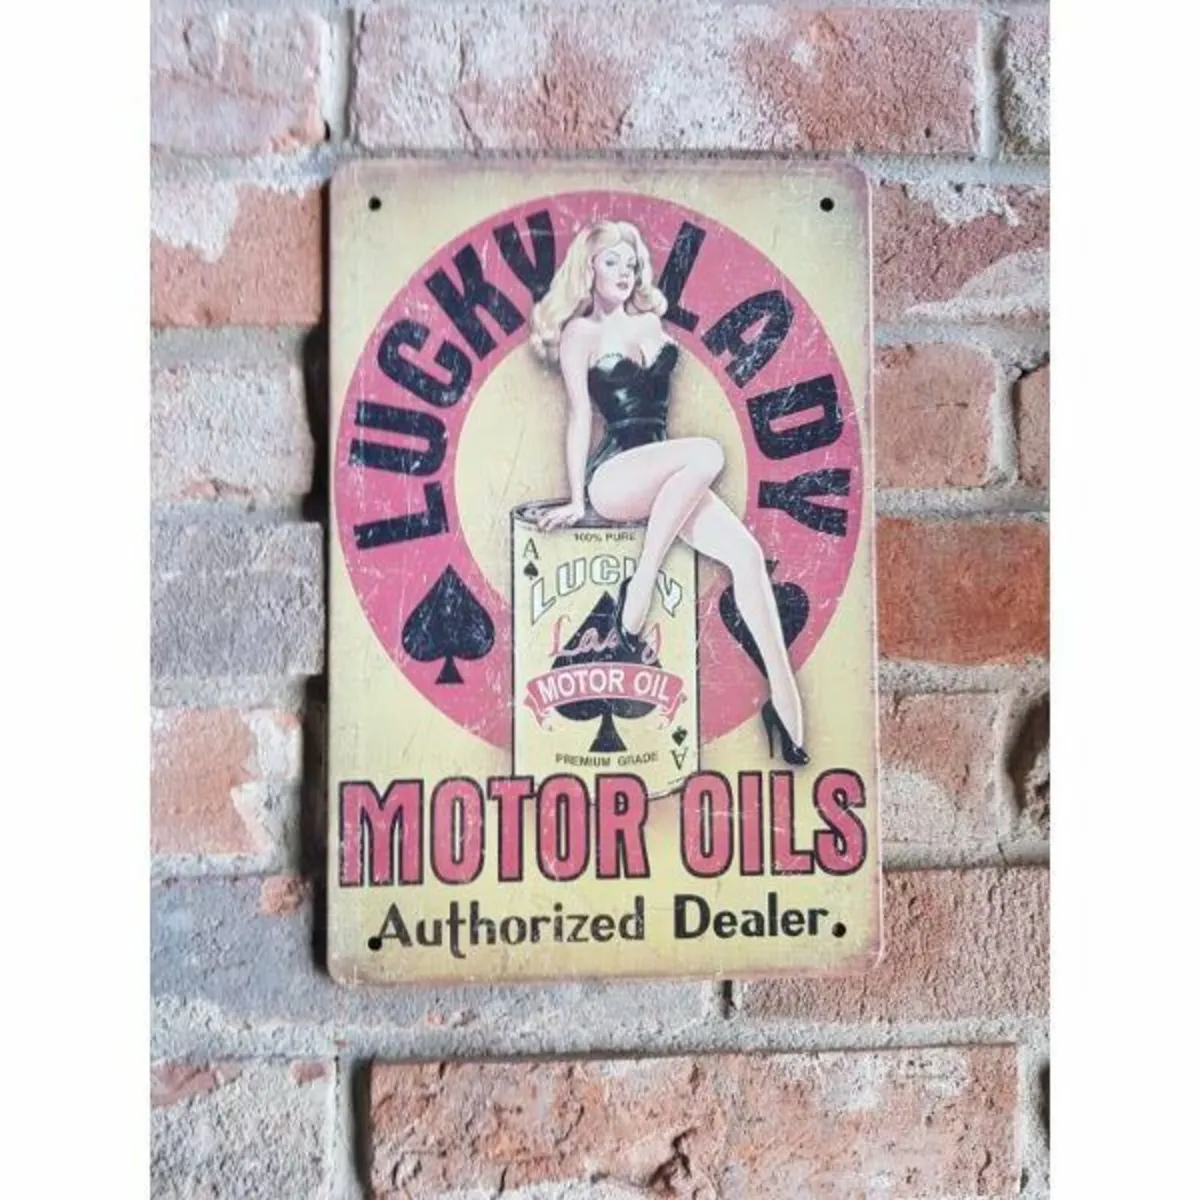 LUCKY LADY
100% PURE
A
LUCKY
Lady
MOTOR OIL
PREMIUM GRADE
A
MOTOR OILS
Authorized Dealer.